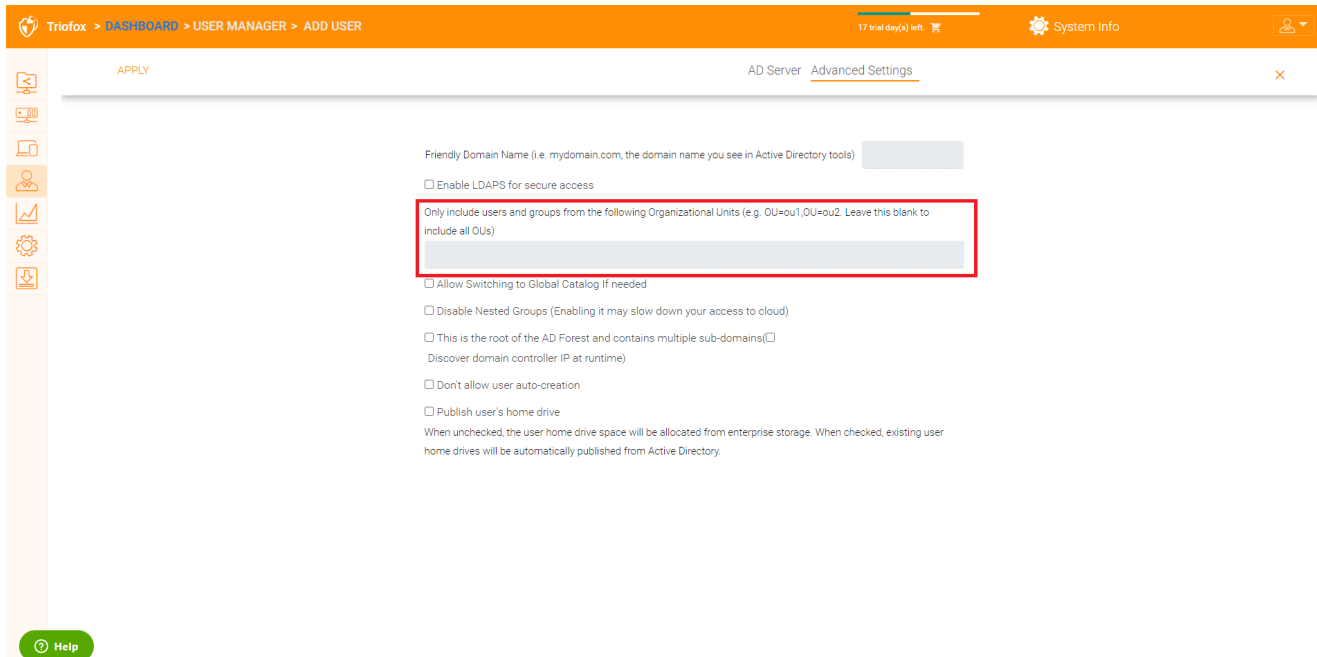 Triofox > DASHBOARD > USER MANAGER > ADD USER
17 trial day(s) left.
System Info
APPLY
AD Server Advanced Settings
Friendly Domain Name (i.e. mydomain.com, the domain name you see in Active Directory tools)
Enable LDAPS for secure access
Only include users and groups from the following Organizational Units (e.g. OU=ou1,OU=ou2. Leave this blank to
include all OUs)
Allow Switching to Global Catalog If needed
Disable Nested Groups (Enabling it may slow down your access to cloud)
This is the root of the AD Forest and contains multiple sub-domains(
Discover domain controller IP at runtime)
Don't allow user auto-creation
Publish user's home drive
When unchecked, the user home drive space will be allocated from enterprise storage. When checked, existing user
home drives will be automatically published from Active Directory.
Help